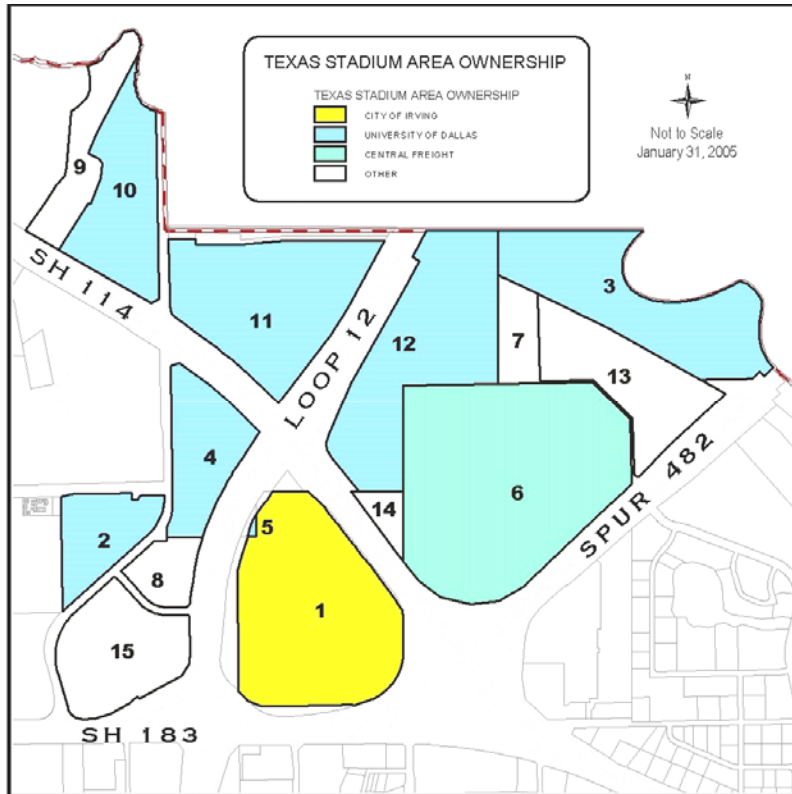 TEXAS STADIUM AREA OWNERSHIP
TEXAS STADIUM AREA OWNERSHIP
CITY OF IRVING
UNIVERSITY OF DALLAS
CENTRAL FREIGHT
OTHER
N
Not to Scale
January 31, 2005
9
10
SH 114
11
LOOP 12
12
3
7
13
4
6
SPUR 482
14
5
2
8
1
15
SH 183